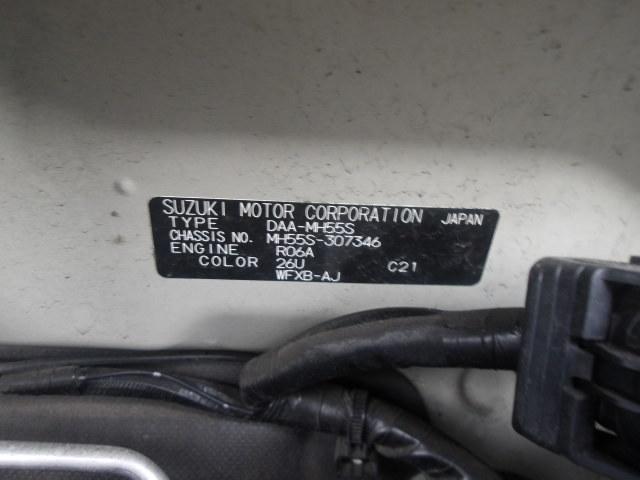 SUZUKI MOTOR CORPORATION JAPAN
TYPE DAA-MH55S
CHASSIS NO. MH55S-307346
ENGINE R06A
COLOR 26U C21
WFXB-AJ